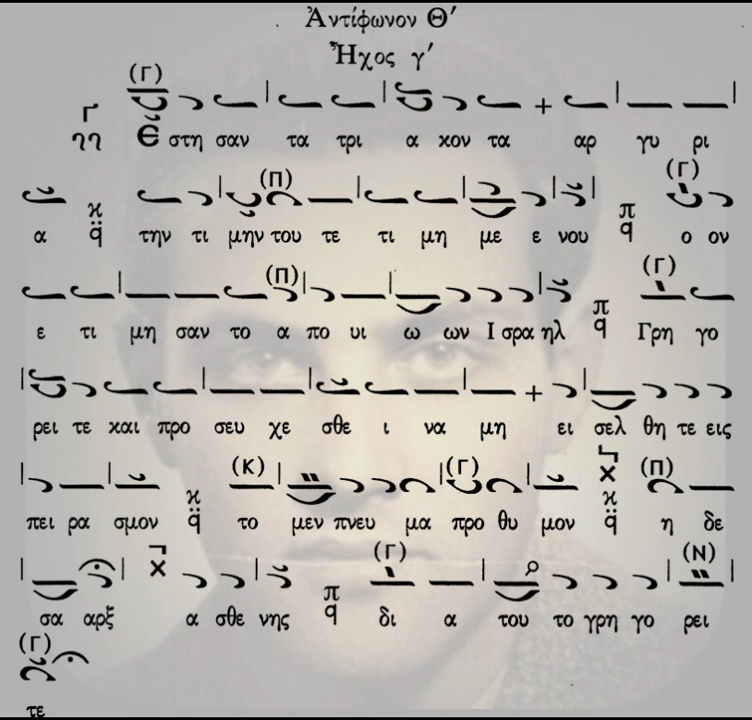 Ἀντίφωνον Θʹ
Ἦχος γʹ
(Γ)
Ε στη σαν τα τρι α κον τα αρ γυ ρι
(Π) (Γ)
α την τι μην του τε τι μη με ε νου ο ον
(Π) (Γ)
ε τι μη σαν το α πο υι ω ων Ι σρα ηλ Γρη γο
ρει τε και προ σευ χε σθε ι να μη ει σελ θη τε εις
(Κ) (Γ) (Π)
πει ρα σμον το μεν πνευ μα προ θυ μον η δε
(Γ) (Ν)
σα αρξ α σθε νης δι α του το γρη γο ρει
(Γ)
τε